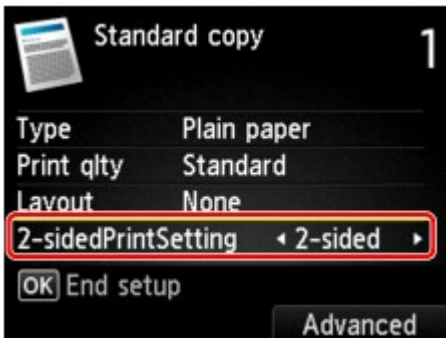 Standard copy 1
Type Plain paper
Print qlty Standard
Layout None
2-sidedPrintSetting 2-sided
OK End setup
Advanced